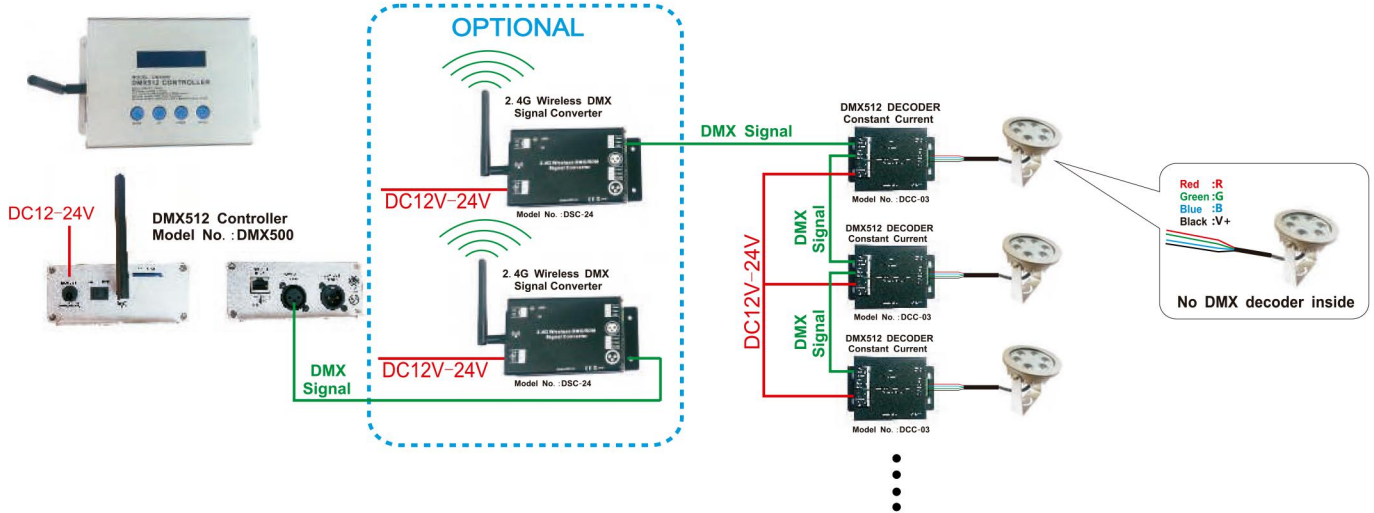 OPTIONAL
DMX512 CONTROLLER
2.4G Wireless DMX
Signal Converter
DC12V-24V
Model No. :DSC-24
2.4G Wireless DMX
Signal Converter
DC12V-24V
Model No. :DSC-24
DC12-24V
DMX512 Controller
Model No. :DMX500
DMX
Signal
DMX Signal
DMX512 DECODER
Constant Current
Model No. :DCC-03
DMX
Signal
DMX512 DECODER
Constant Current
Model No. :DCC-03
DMX
Signal
DMX512 DECODER
Constant Current
Model No. :DCC-03
DC12V-24V
Red :R
Green :G
Blue :B
Black :V+
No DMX decoder inside